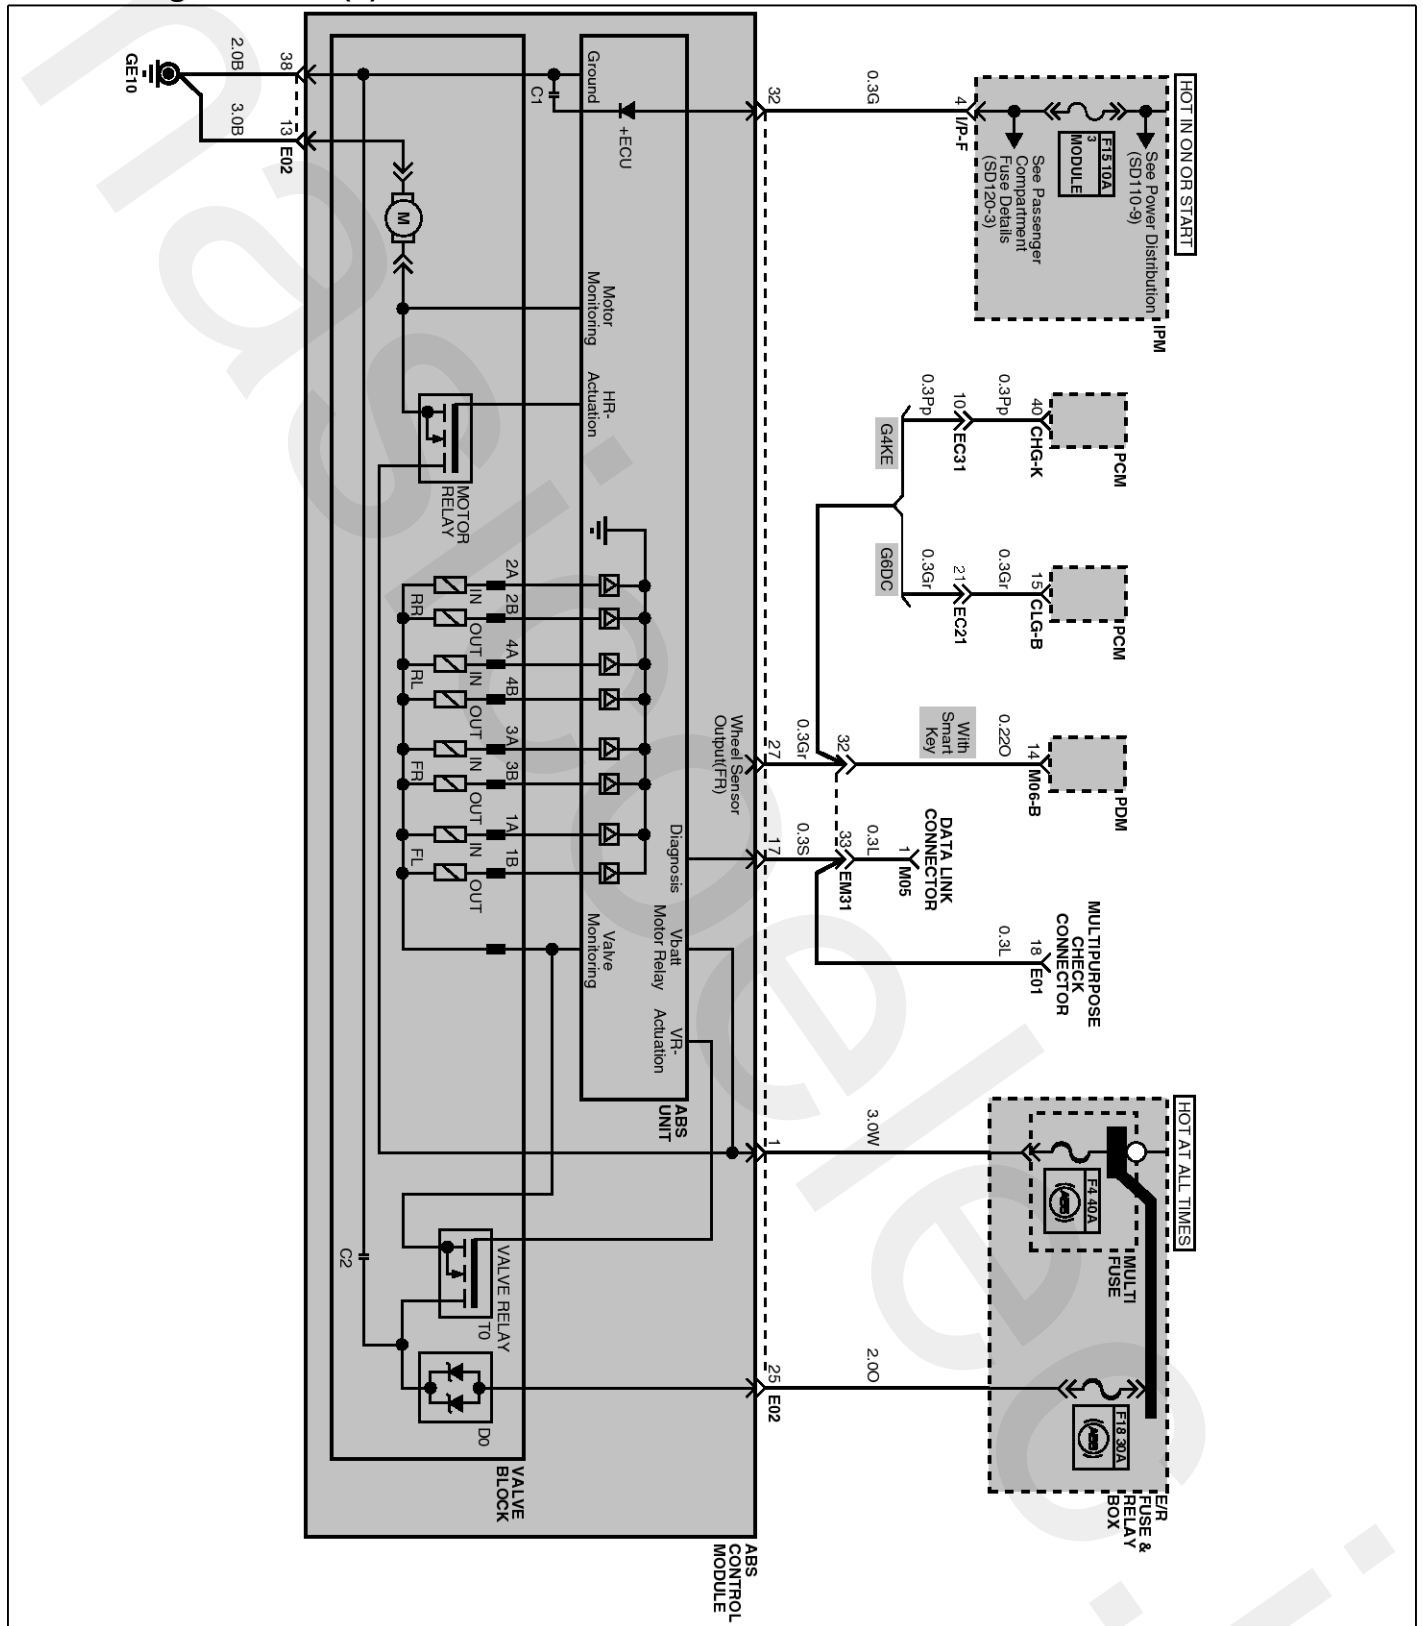 HOT IN ON OR START
See Power Distribution
(SD110-9)
F15 10A
3
MODULE
See Passenger
Compartment
Fuse Details
(SD120-3)
IPM
4
I/P-F
0.3G
32
PCM
40
CHG-K
0.3Pp
10
EC31
0.3Pp
G4KE
PCM
15
CLG-B
0.3Gr
21
EC21
0.3Gr
G6DC
PDM
14
M06-B
0.22O
With
Smart
Key
32
0.3Gr
27
DATA LINK
CONNECTOR
1
M05
0.3L
33
EM31
0.3S
17
MULTIPURPOSE
CHECK
CONNECTOR
18
E01
0.3L
HOT AT ALL TIMES
F4 40A
ABS
MULTI
FUSE
F18 30A
ABS
E/R
FUSE &
RELAY
BOX
3.0W
1
2.0O
25
E02
Wheel Sensor
Output(FR)
Diagnosis
Vbatt
Motor Relay
VR-
Actuation
ABS
UNIT
+ECU
C1
Ground
Motor
Monitoring
HR-
Actuation
Valve
Monitoring
MOTOR
RELAY
2A
2B
4A
4B
3A
3B
1A
1B
IN
OUT
IN
OUT
IN
OUT
IN
OUT
RR
RL
FR
FL
M
C2
VALVE RELAY
T0
D0
VALVE
BLOCK
ABS
CONTROL
MODULE
38
13
E02
2.0B
3.0B
GE10